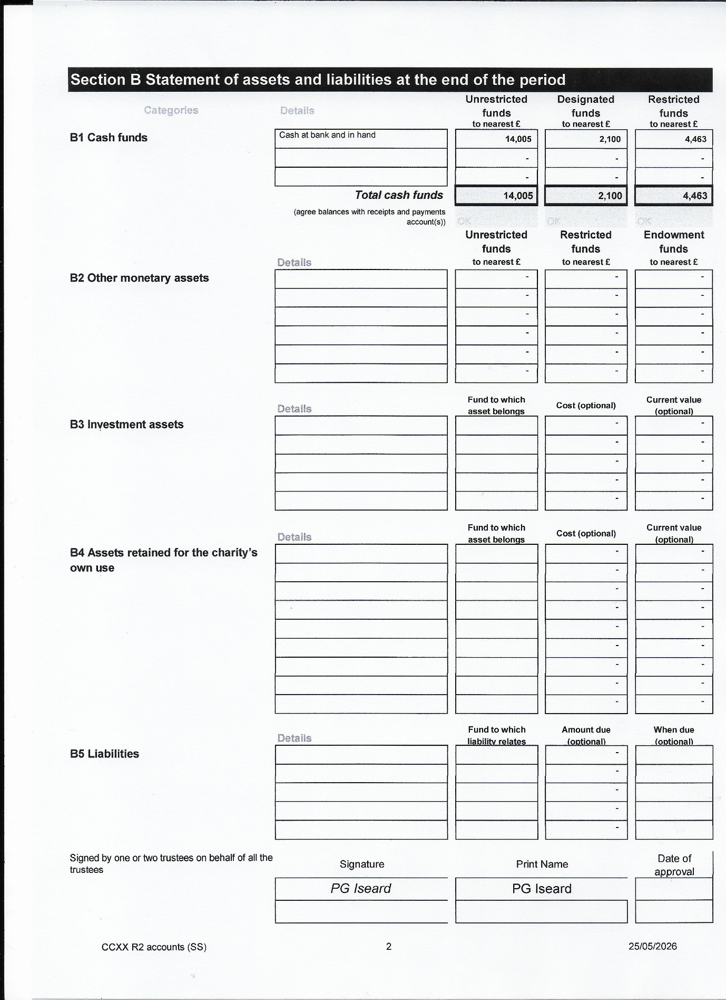 Section B Statement of assets and liabilities at the end of the period
Categories Details Unrestricted funds to nearest £ Designated funds to nearest £ Restricted funds to nearest £
B1 Cash funds Cash at bank and in hand 14,005 2,100 4,463
- - -
- - -
Total cash funds 14,005 2,100 4,463
(agree balances with receipts and payments account(s)) OK OK OK
Details Unrestricted funds to nearest £ Restricted funds to nearest £ Endowment funds to nearest £
B2 Other monetary assets - - -
- - -
- - -
- - -
- - -
- - -
Details Fund to which asset belongs Cost (optional) Current value (optional)
B3 Investment assets - -
- -
- -
- -
- -
Details Fund to which asset belongs Cost (optional) Current value (optional)
B4 Assets retained for the charity's own use - -
- -
- -
- -
- -
- -
- -
- -
- -
Details Fund to which liability relates Amount due (optional) When due (optional)
B5 Liabilities -
-
-
-
-
Signed by one or two trustees on behalf of all the trustees Signature Print Name Date of approval
PG Iseard PG Iseard
CCXX R2 accounts (SS) 2 25/05/2026